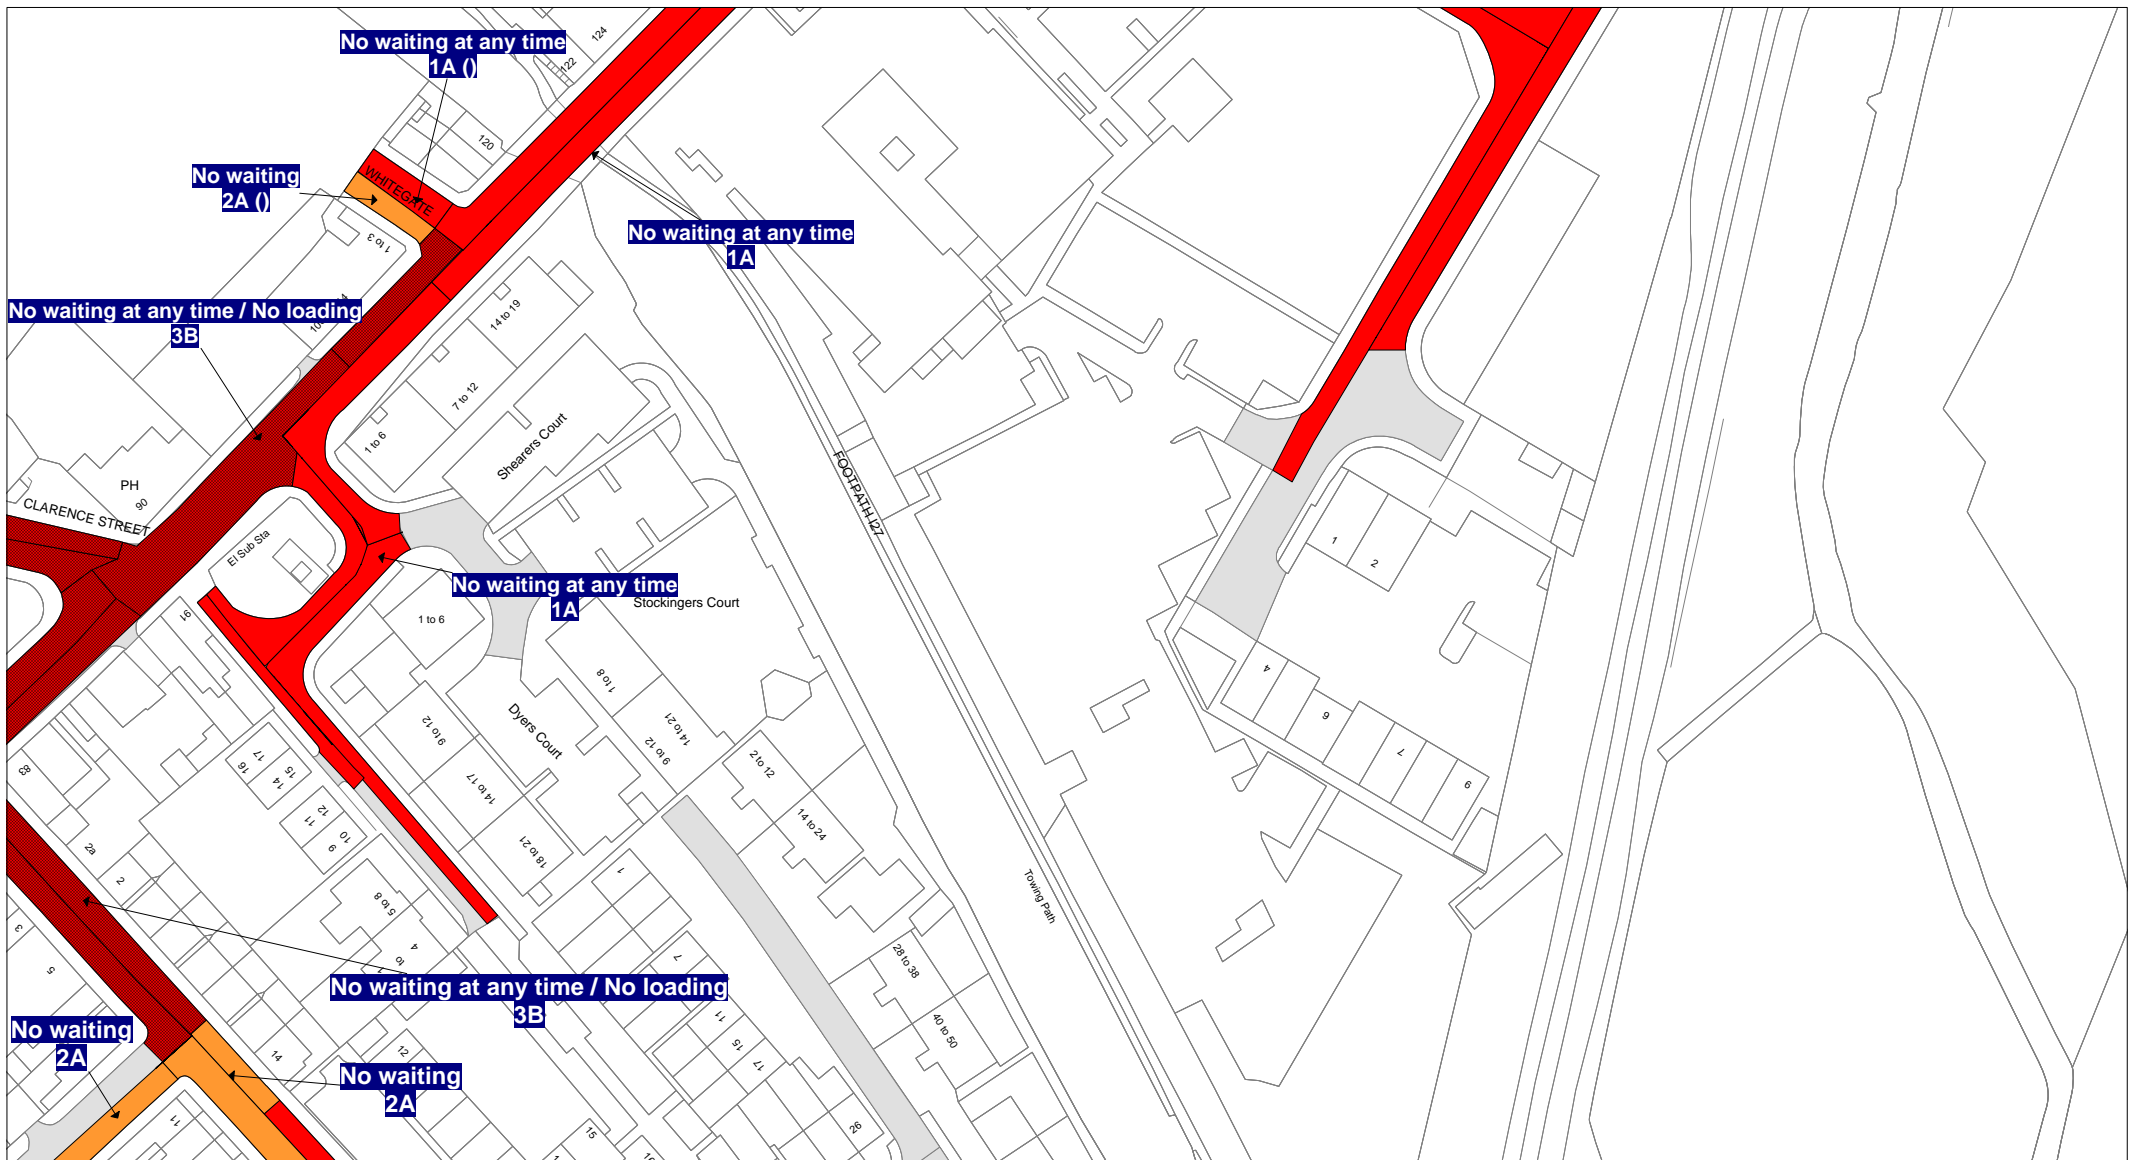 124
No waiting at any time
1A ()
122
120
WHITEGATE
No waiting
2A ()
1 to 3
No waiting at any time
1A
14 to 19
No waiting at any time / No loading
3B
7 to 12
1 to 6
Shearers Court
FOOTPATH I27
PH
90
CLARENCE STREET
El Sub Sta
1
2
No waiting at any time
1A
Stockingers Court
1 to 6
91
1 to 8
4
6
7
9
Dyers Court
9 to 12
14 to 21
9 to 12
2 to 12
14 to 24
14 to 17
18 to 21
83
17
16
15
14
12
11
10
9
2a
2
1
5 to 8
Towing Path
3
5
4
to
1
7
28 to 38
40 to 50
No waiting at any time / No loading
3B
11
15
17
No waiting
2A
14
12
No waiting
2A
11
15
26